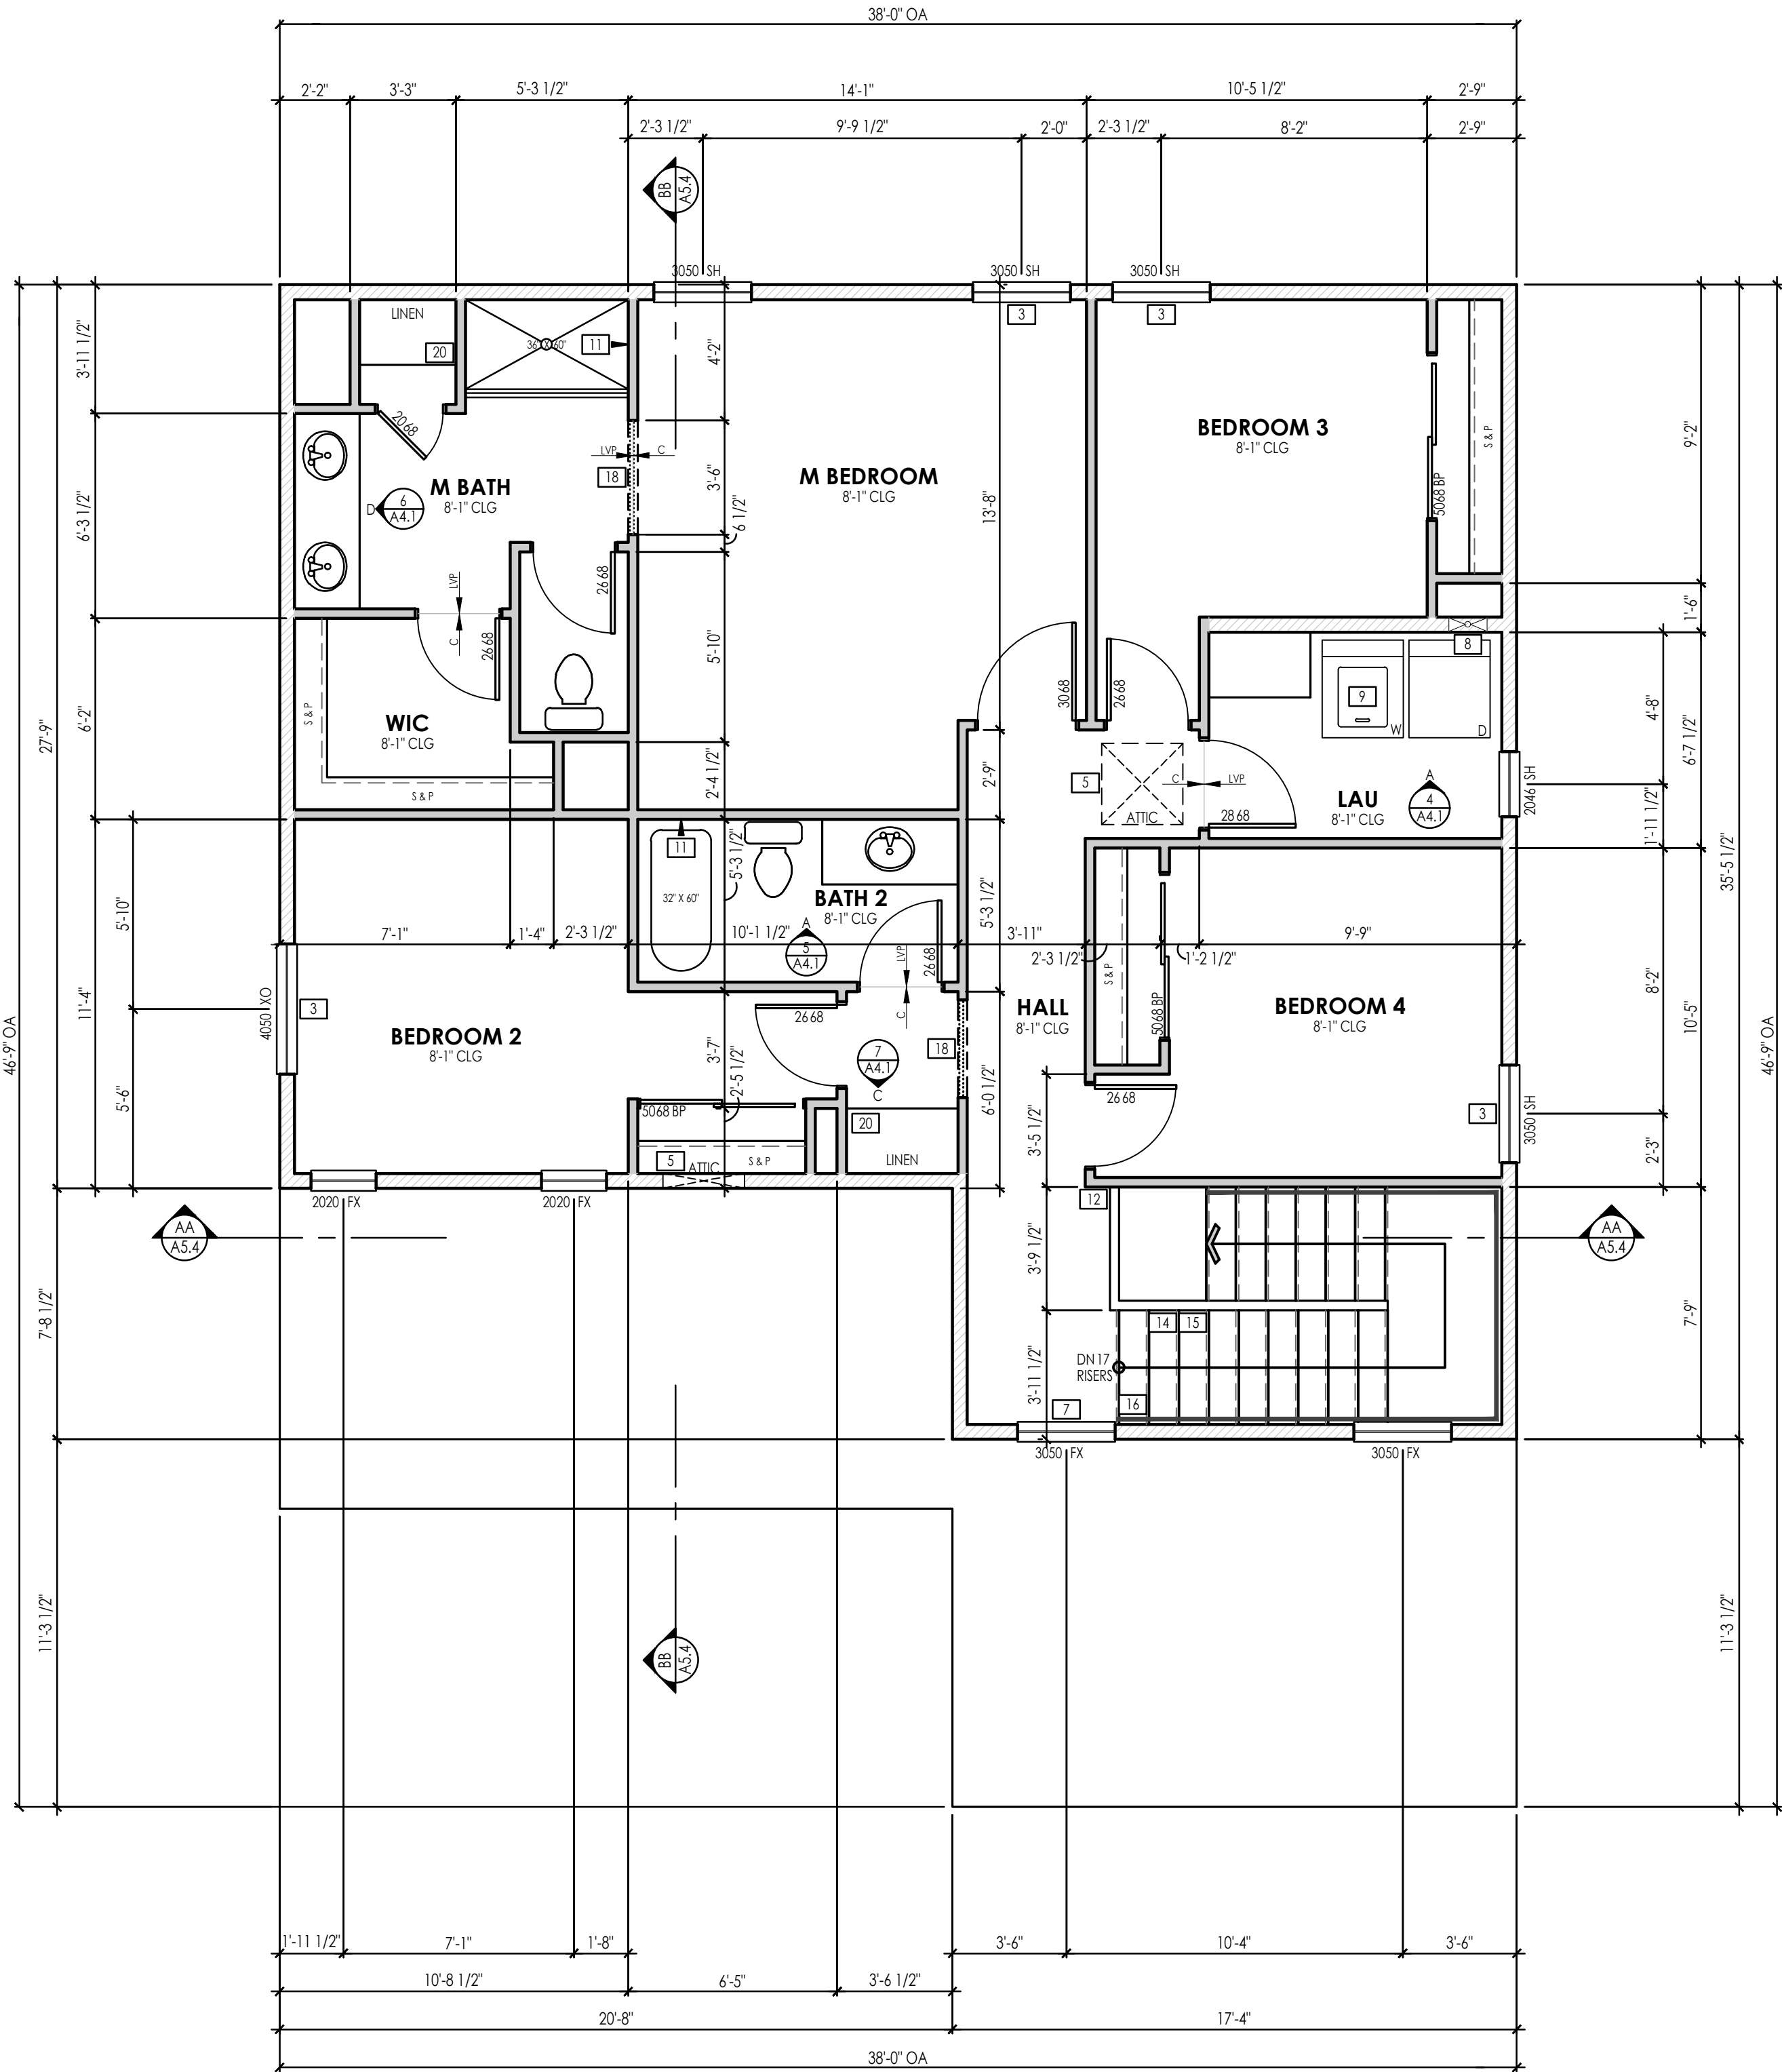 38'-0" OA
2'-2"
3'-3"
5'-3 1/2"
14'-1"
10'-5 1/2"
2'-9"
2'-3 1/2"
9'-9 1/2"
2'-0"
2'-3 1/2"
8'-2"
2'-9"
BB
A5.4
3050 SH
3050 SH
3050 SH
3
3
LINEN
20
36" X 60"
11
2068
LVP
C
18
M BATH
8'-1" CLG
D
6
A4.1
M BEDROOM
8'-1" CLG
BEDROOM 3
8'-1" CLG
S & P
5068 BP
4'-2"
3'-6"
6 1/2"
5'-10"
2'-4 1/2"
13'-8"
2'-9"
LVP
C
2668
2668
WIC
8'-1" CLG
S & P
S & P
3068
2668
8
9
W
D
5
ATTIC
C
LVP
2868
LAU
8'-1" CLG
A
4
A4.1
2046 SH
3'-11 1/2"
6'-3 1/2"
6'-2"
27'-9"
11'-4"
5'-10"
5'-6"
46'-9" OA
7'-8 1/2"
11'-3 1/2"
9'-2"
1'-6"
4'-8"
6'-7 1/2"
1'-11 1/2"
35'-5 1/2"
8'-2"
10'-5"
2'-3"
7'-9"
46'-9" OA
11'-3 1/2"
11
32" X 60"
5'-3 1/2"
BATH 2
8'-1" CLG
A
5
A4.1
5'-3 1/2"
7'-1"
1'-4"
2'-3 1/2"
10'-1 1/2"
3'-11"
2'-3 1/2"
1'-2 1/2"
9'-9"
LVP
C
2668
4050 XO
3
BEDROOM 2
8'-1" CLG
2668
3'-7"
2'-5 1/2"
7
A4.1
C
18
HALL
8'-1" CLG
6'-0 1/2"
S & P
5068 BP
BEDROOM 4
8'-1" CLG
2668
3
3050 SH
5068 BP
5
ATTIC
S & P
20
LINEN
3'-5 1/2"
2020 FX
2020 FX
AA
A5.4
12
3'-9 1/2"
AA
A5.4
14
15
DN 17
RISERS
3'-11 1/2"
16
7
3050 FX
3050 FX
BB
A5.4
1'-11 1/2"
7'-1"
1'-8"
3'-6"
10'-4"
3'-6"
10'-8 1/2"
6'-5"
3'-6 1/2"
20'-8"
17'-4"
38'-0" OA